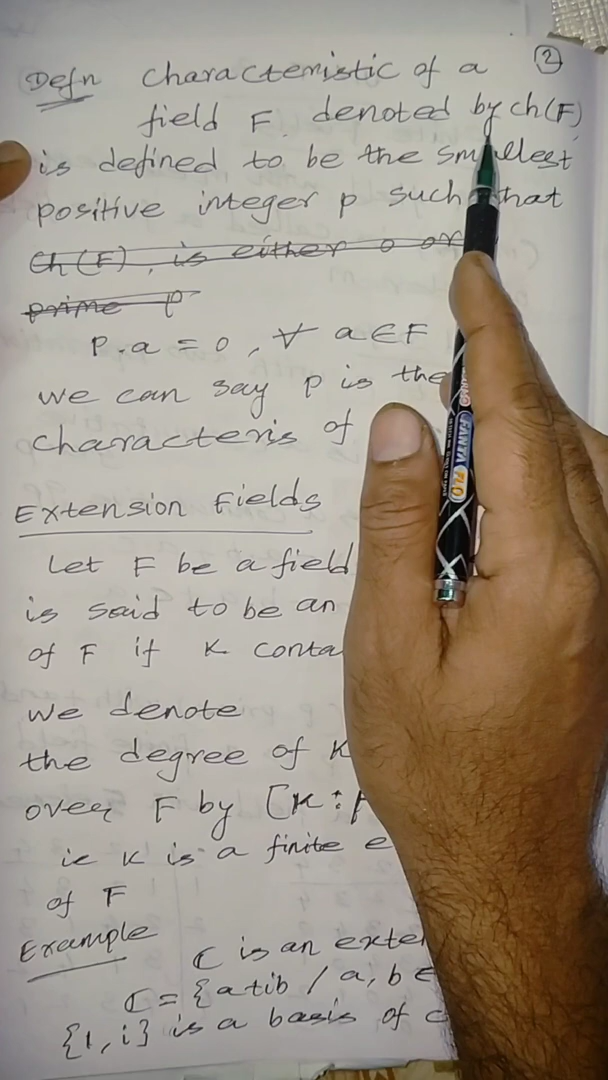 Defn Characteristic of a ②
field F. denoted by ch(F)
is defined to be the smallest
positive integer p such that
Ch(F), is either 0 or
prime p
P.a = 0, ∀ a∈F
we can say p is the
characteris of
Extension Fields
Let F be a field
is said to be an
of F if K conta
we denote
the degree of K
over F by [K:F
ie K is a finite e
of F
Example
ℂ is an exte
ℂ = {a+ib / a, b ∈
{1, i} is a basis of
FANTA FLO